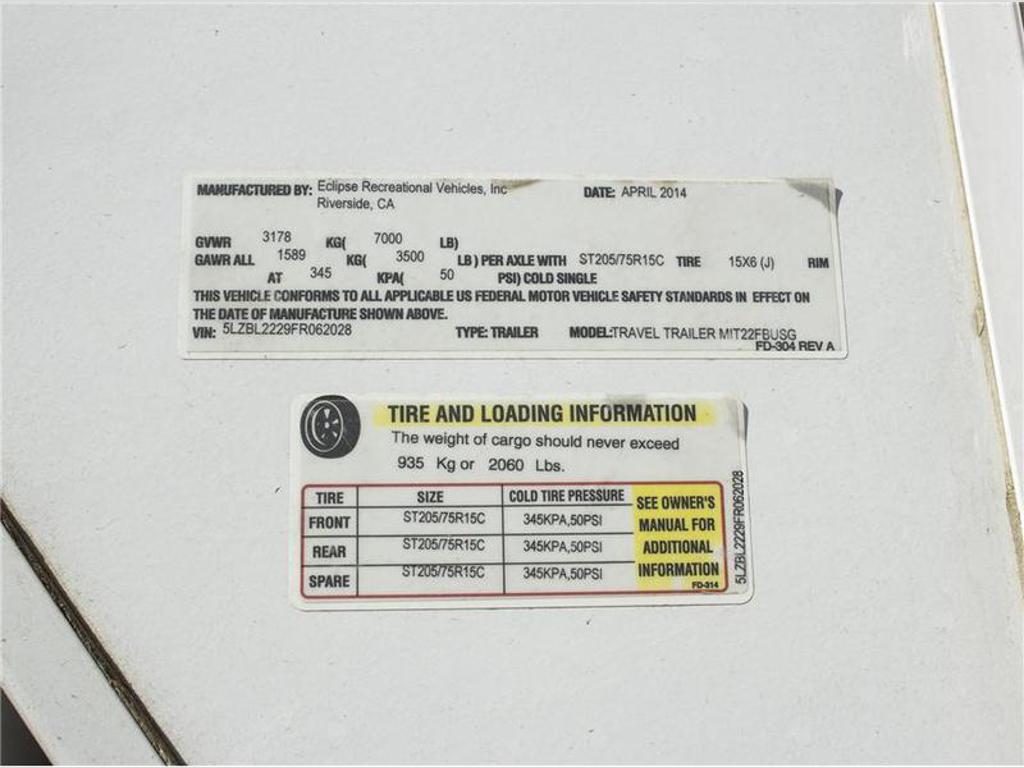 MANUFACTURED BY: Eclipse Recreational Vehicles, Inc DATE: APRIL 2014
Riverside, CA
GVWR 3178 KG( 7000 LB)
GAWR ALL 1589 KG( 3500 LB ) PER AXLE WITH ST205/75R15C TIRE 15X6 (J) RIM
AT 345 KPA( 50 PSI) COLD SINGLE
THIS VEHICLE CONFORMS TO ALL APPLICABLE US FEDERAL MOTOR VEHICLE SAFETY STANDARDS IN EFFECT ON
THE DATE OF MANUFACTURE SHOWN ABOVE.
VIN: 5LZBL2229FR062028 TYPE: TRAILER MODEL:TRAVEL TRAILER MIT22FBUSG
FD-304 REV A
TIRE AND LOADING INFORMATION
The weight of cargo should never exceed
935 Kg or 2060 Lbs.
TIRE SIZE COLD TIRE PRESSURE
FRONT ST205/75R15C 345KPA,50PSI
REAR ST205/75R15C 345KPA,50PSI
SPARE ST205/75R15C 345KPA,50PSI
SEE OWNER'S
MANUAL FOR
ADDITIONAL
INFORMATION
FD-314
5LZBL2229FR062028